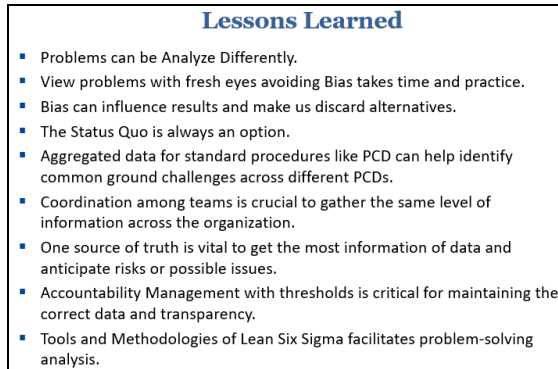 Lessons Learned
▪ Problems can be Analyze Differently.
▪ View problems with fresh eyes avoiding Bias takes time and practice.
▪ Bias can influence results and make us discard alternatives.
▪ The Status Quo is always an option.
▪ Aggregated data for standard procedures like PCD can help identify
common ground challenges across different PCDs.
▪ Coordination among teams is crucial to gather the same level of
information across the organization.
▪ One source of truth is vital to get the most information of data and
anticipate risks or possible issues.
▪ Accountability Management with thresholds is critical for maintaining the
correct data and transparency.
▪ Tools and Methodologies of Lean Six Sigma facilitates problem-solving
analysis.